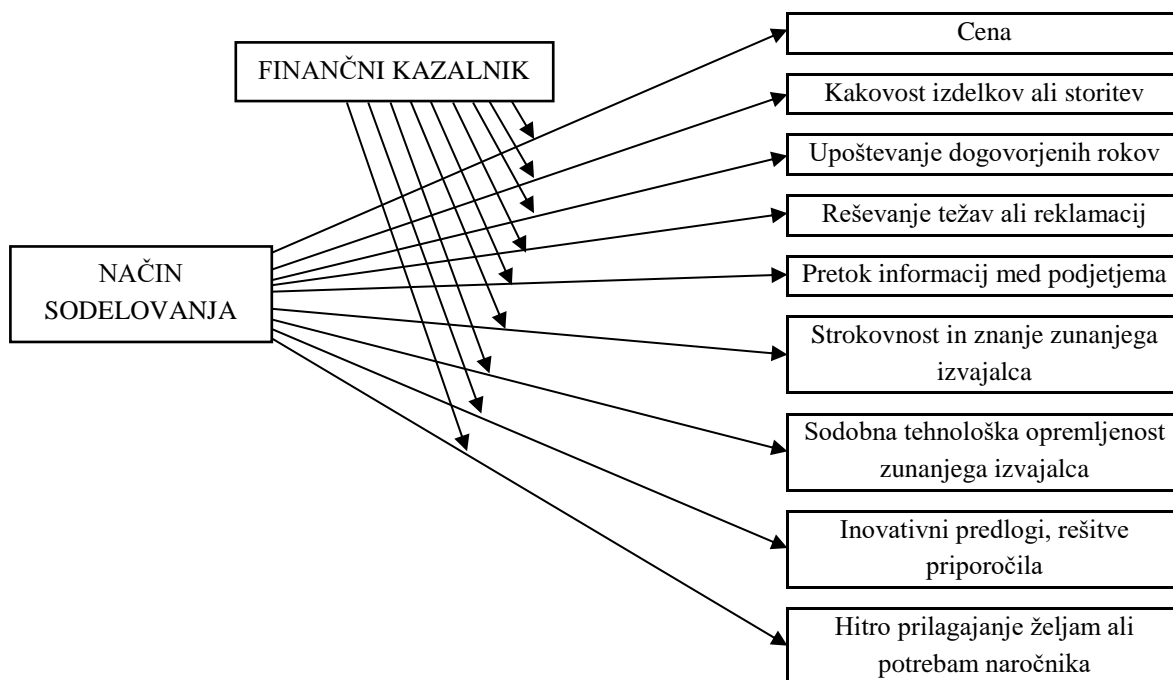 FINANČNI KAZALNIK
NAČIN
SODELOVANJA
Cena
Kakovost izdelkov ali storitev
Upoštevanje dogovorjenih rokov
Reševanje težav ali reklamacij
Pretok informacij med podjetjema
Strokovnost in znanje zunanjega
izvajalca
Sodobna tehnološka opremljenost
zunanjega izvajalca
Inovativni predlogi, rešitve
priporočila
Hitro prilagajanje željam ali
potrebam naročnika